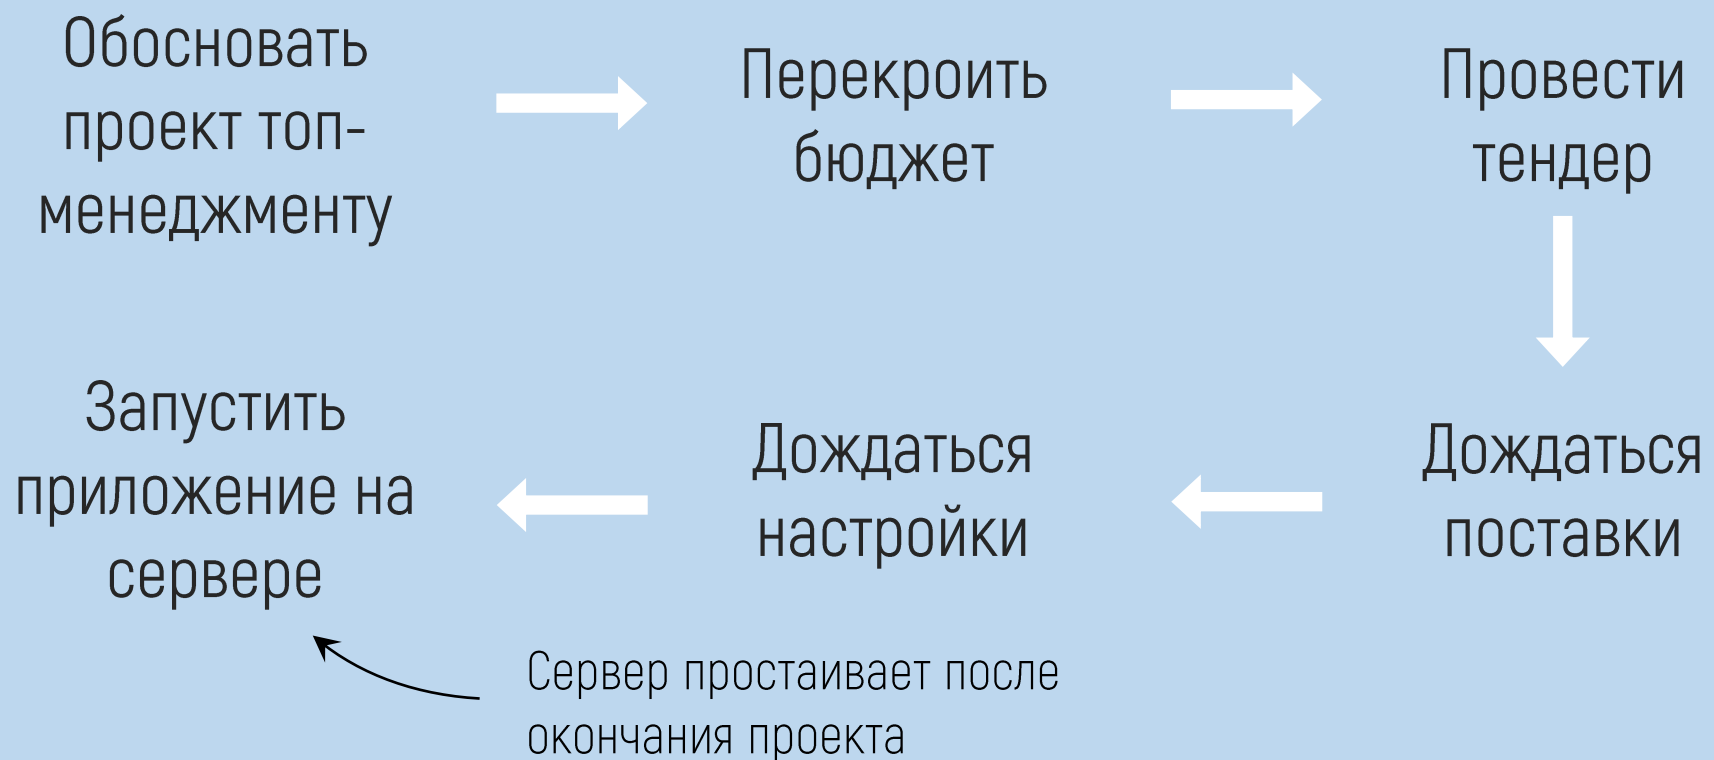 Обосновать
проект топ-
менеджменту
Перекроить
бюджет
Провести
тендер
Дождаться
поставки
Дождаться
настройки
Запустить
приложение на
сервере
Сервер простаивает после
окончания проекта